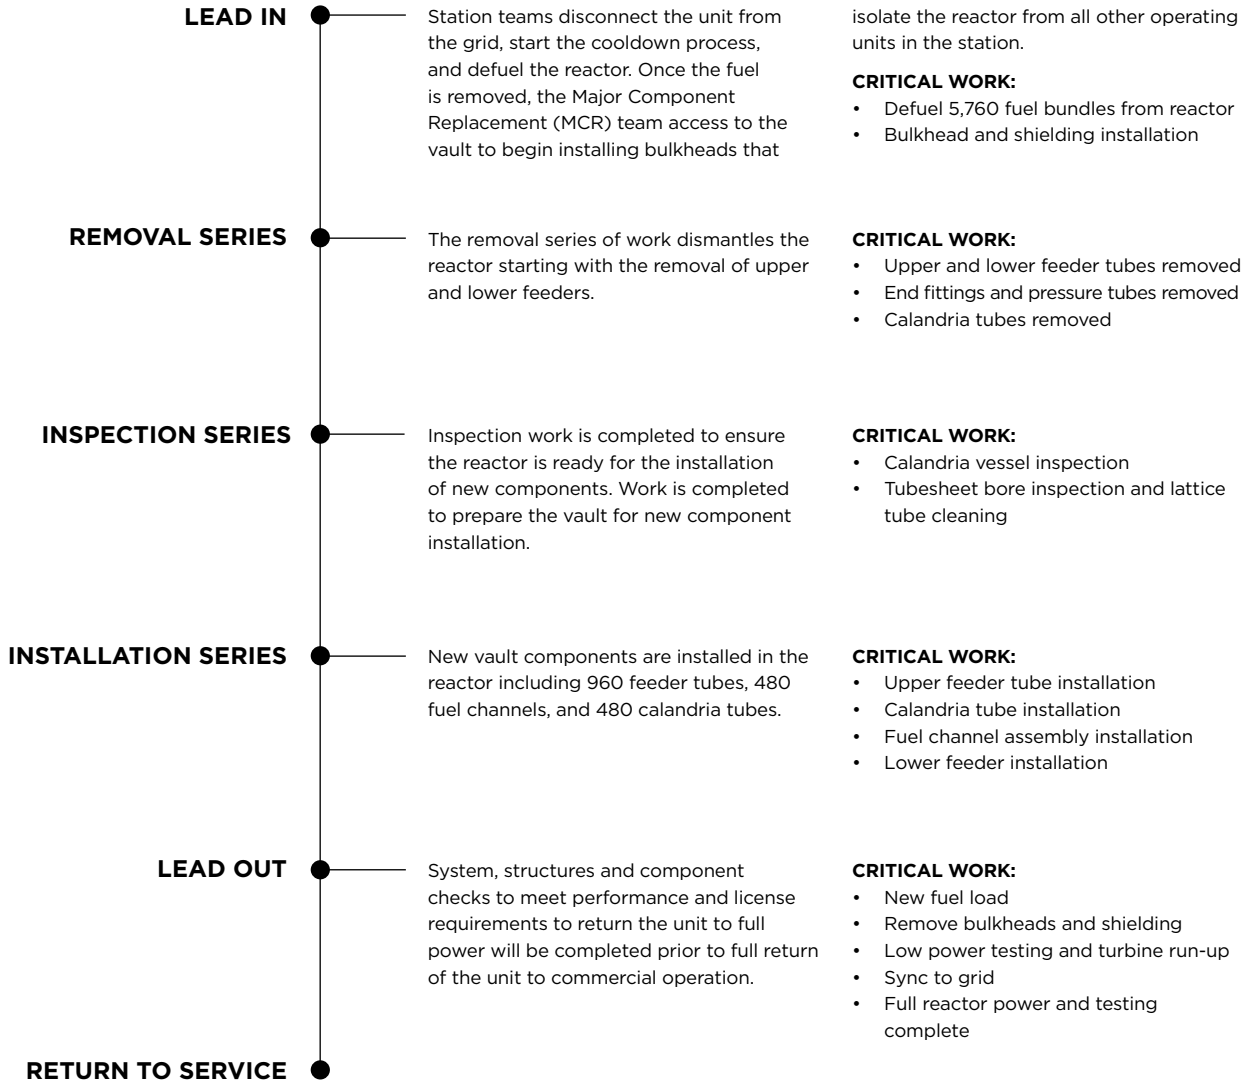 LEAD IN
Station teams disconnect the unit from
the grid, start the cooldown process,
and defuel the reactor. Once the fuel
is removed, the Major Component
Replacement (MCR) team access to the
vault to begin installing bulkheads that
isolate the reactor from all other operating
units in the station.
CRITICAL WORK:
• Defuel 5,760 fuel bundles from reactor
• Bulkhead and shielding installation
REMOVAL SERIES
The removal series of work dismantles the
reactor starting with the removal of upper
and lower feeders.
CRITICAL WORK:
• Upper and lower feeder tubes removed
• End fittings and pressure tubes removed
• Calandria tubes removed
INSPECTION SERIES
Inspection work is completed to ensure
the reactor is ready for the installation
of new components. Work is completed
to prepare the vault for new component
installation.
CRITICAL WORK:
• Calandria vessel inspection
• Tubesheet bore inspection and lattice
tube cleaning
INSTALLATION SERIES
New vault components are installed in the
reactor including 960 feeder tubes, 480
fuel channels, and 480 calandria tubes.
CRITICAL WORK:
• Upper feeder tube installation
• Calandria tube installation
• Fuel channel assembly installation
• Lower feeder installation
LEAD OUT
System, structures and component
checks to meet performance and license
requirements to return the unit to full
power will be completed prior to full return
of the unit to commercial operation.
CRITICAL WORK:
• New fuel load
• Remove bulkheads and shielding
• Low power testing and turbine run-up
• Sync to grid
• Full reactor power and testing
complete
RETURN TO SERVICE